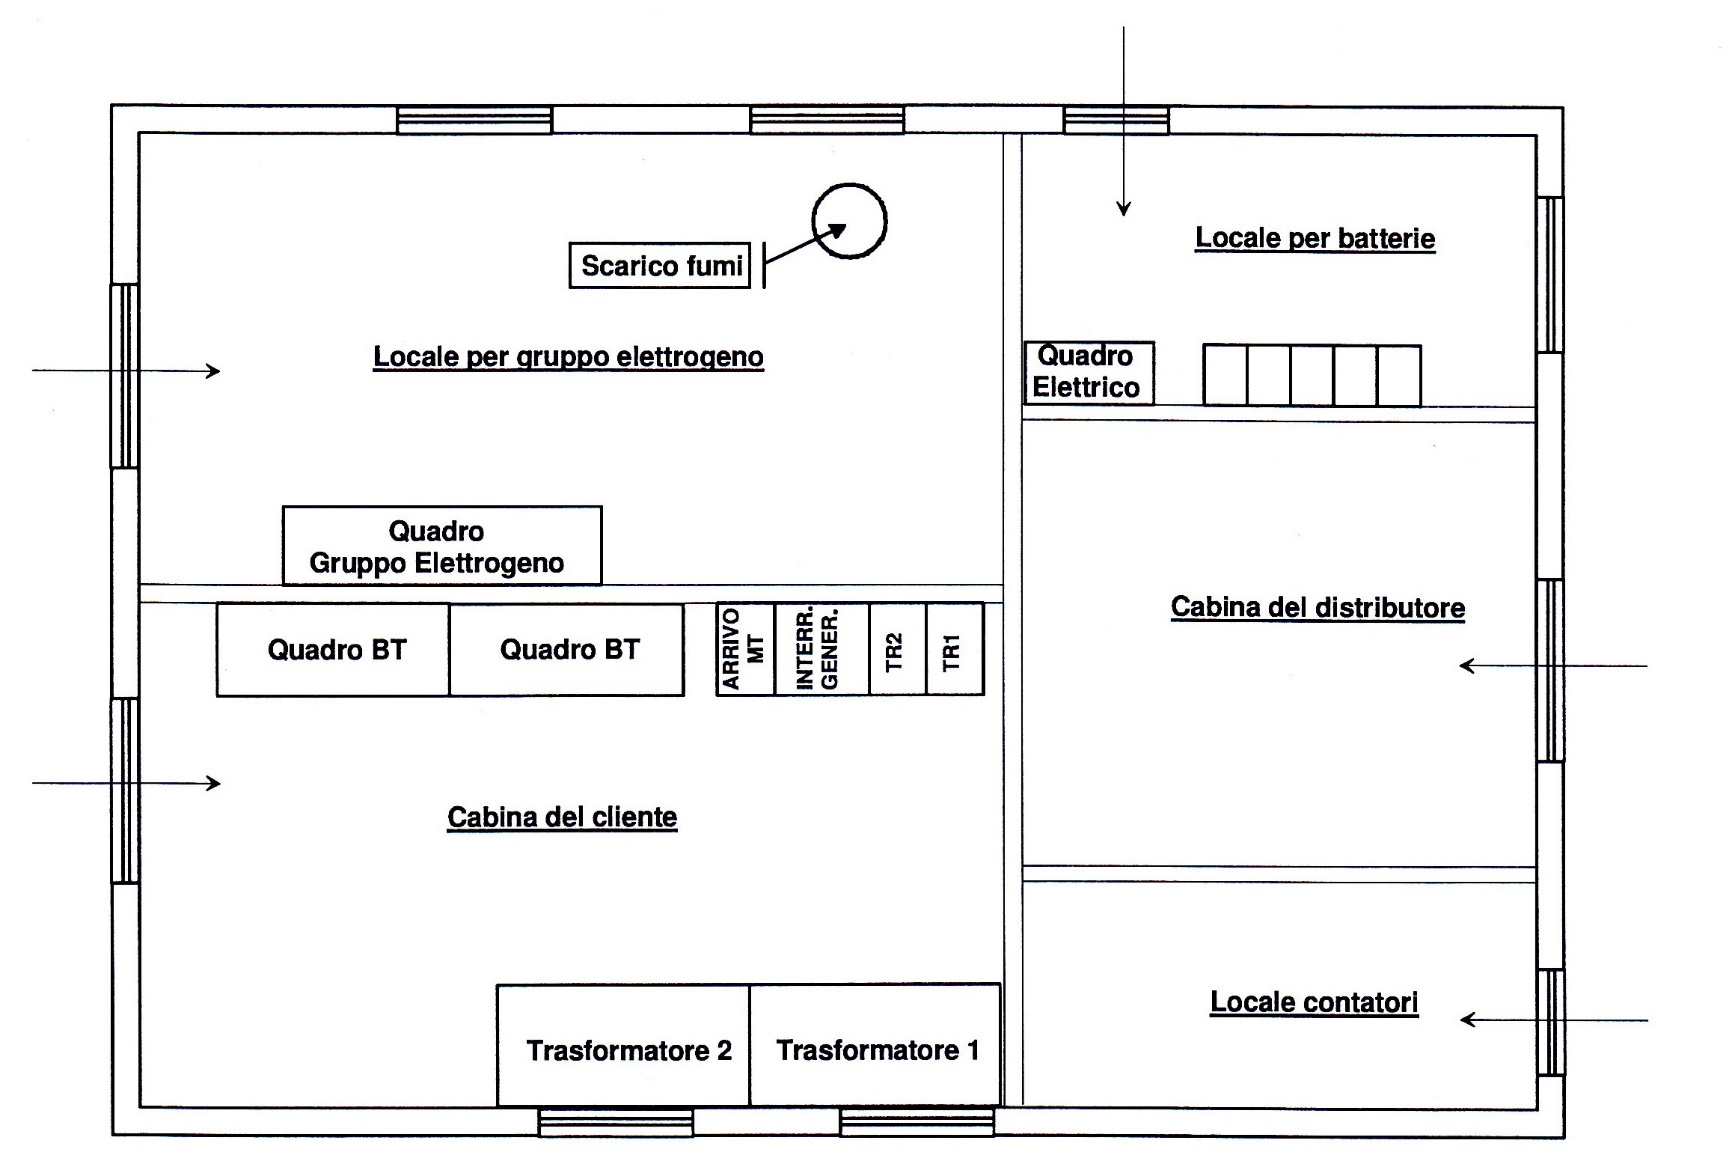 Scarico fumi
Locale per batterie
Locale per gruppo elettrogeno
Quadro
Elettrico
Quadro
Gruppo Elettrogeno
Quadro BT
Quadro BT
ARRIVO
MT
INTERR.
GENER.
TR2
TR1
Cabina del distributore
Cabina del cliente
Locale contatori
Trasformatore 2
Trasformatore 1